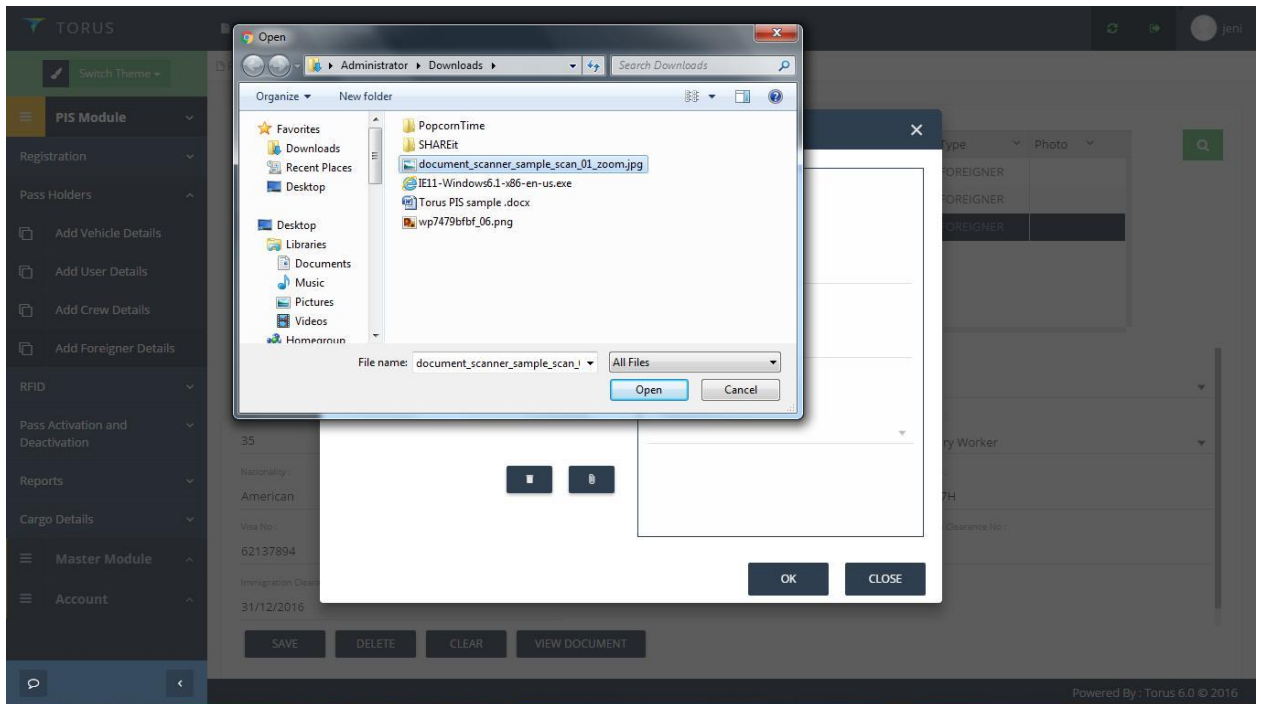 TORUS
jeni
Switch Theme
PIS Module
Registration
Pass Holders
Add Vehicle Details
Add User Details
Add Crew Details
Add Foreigner Details
RFID
Pass Activation and
Deactivation
Reports
Cargo Details
Master Module
Account
Open
Administrator Downloads
Search Downloads
Organize New folder
Favorites
Downloads
Recent Places
Desktop
Desktop
Libraries
Documents
Music
Pictures
Videos
Homegroup
PopcornTime
SHAREit
document_scanner_sample_scan_01_zoom.jpg
IE11-Windows6.1-x86-en-us.exe
Torus PIS sample .docx
wp7479bfbf_06.png
File name: document_scanner_sample_scan_ All Files
Open Cancel
Type Photo
FOREIGNER
FOREIGNER
FOREIGNER
35
ry Worker
Nationality :
American
7H
Visa No :
Clearance No :
62137894
Immigration Clear
31/12/2016
OK CLOSE
SAVE DELETE CLEAR VIEW DOCUMENT
Powered By : Torus 6.0 © 2016